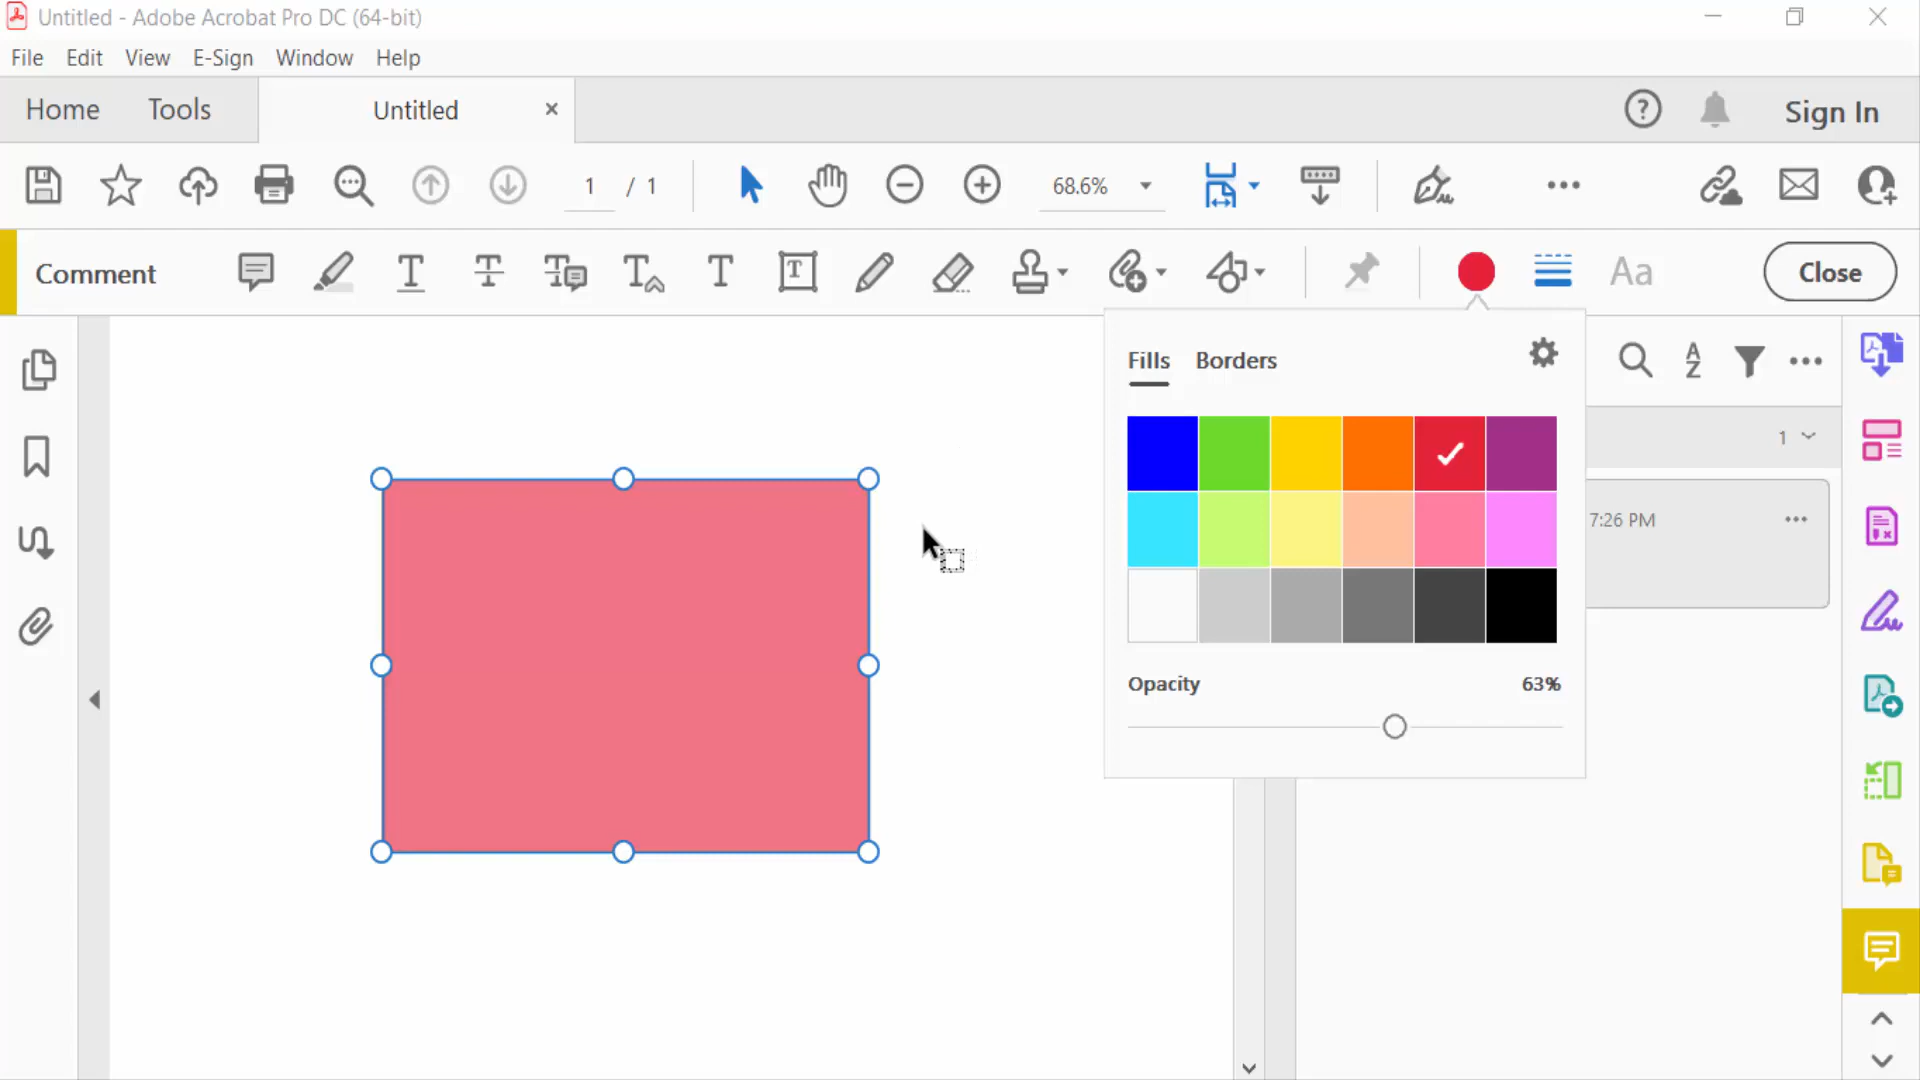 Untitled - Adobe Acrobat Pro DC (64-bit)
File Edit View E-Sign Window Help
Home Tools Untitled × Sign In
1 / 1 68.6%
Comment T T T T T T Aa Close
Fills Borders A Z
1
7:26 PM
Opacity 63%